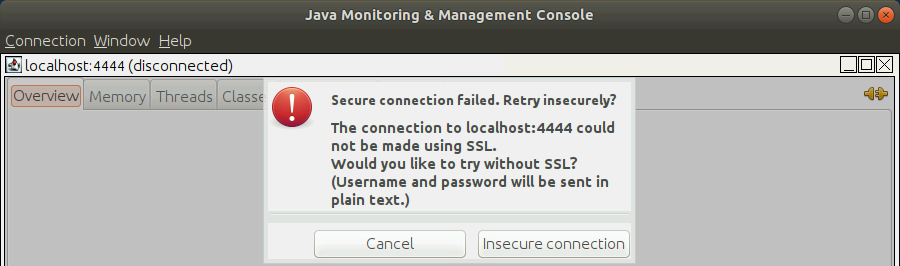 Java Monitoring & Management Console
Connection Window Help
localhost:4444 (disconnected)
Overview Memory Threads Classe
Secure connection failed. Retry insecurely?
The connection to localhost:4444 could
not be made using SSL.
Would you like to try without SSL?
(Username and password will be sent in
plain text.)
Cancel Insecure connection